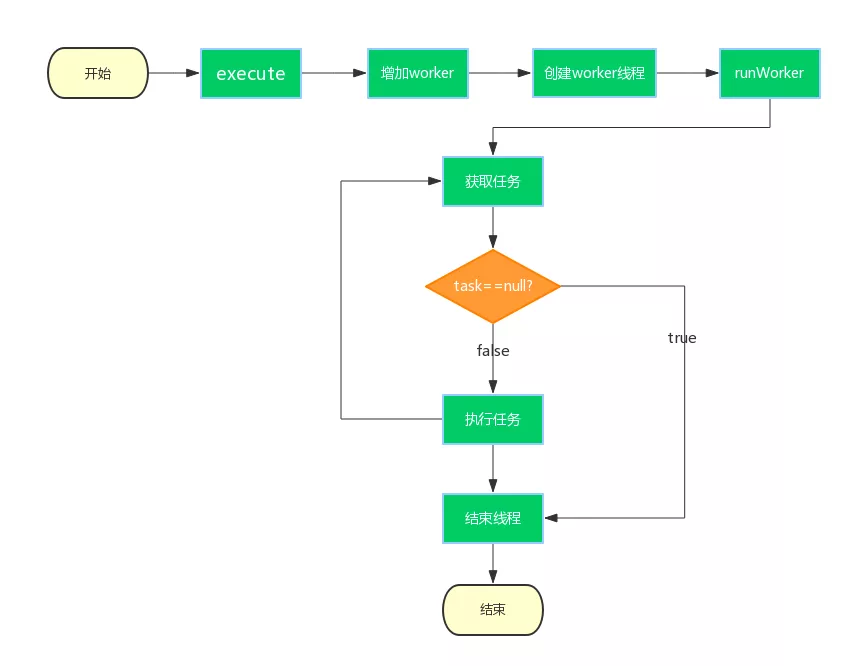 开始
execute
增加worker
创建worker线程
runWorker
获取任务
task==null?
true
false
执行任务
结束线程
结束